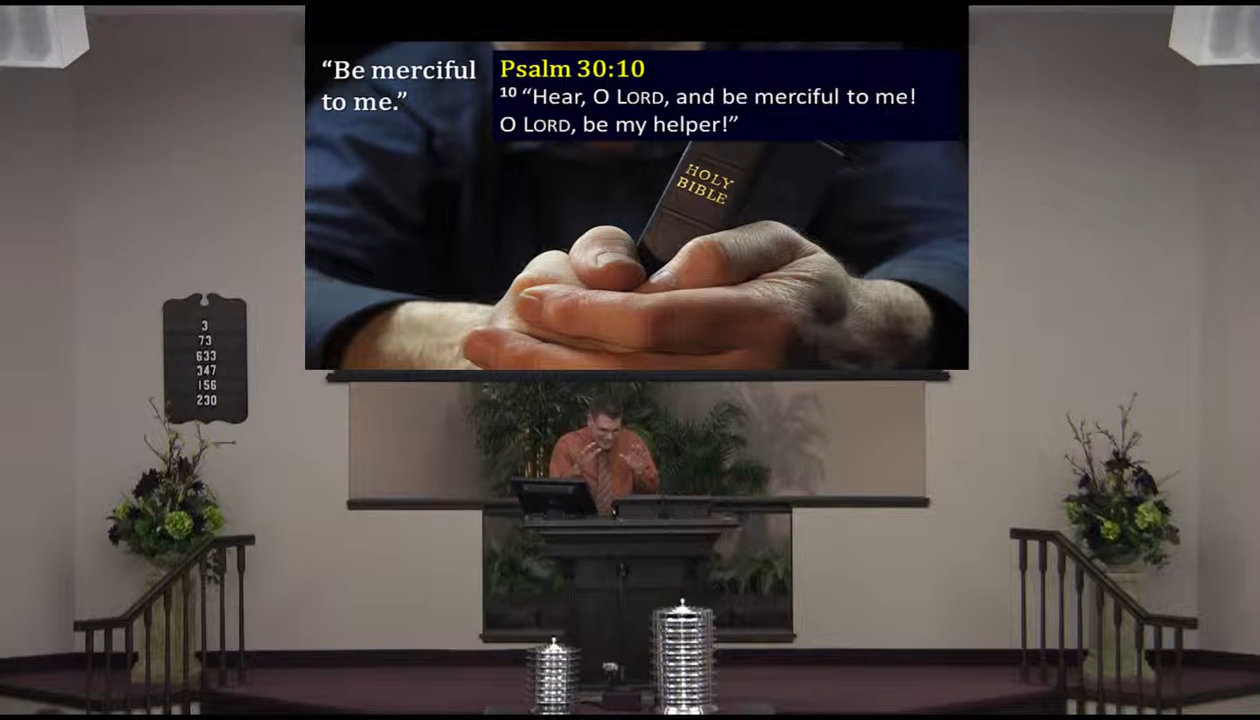 “Be merciful
to me.”
Psalm 30:10
10 “Hear, O LORD, and be merciful to me!
O LORD, be my helper!”
HOLY
BIBLE
3
73
633
347
156
230